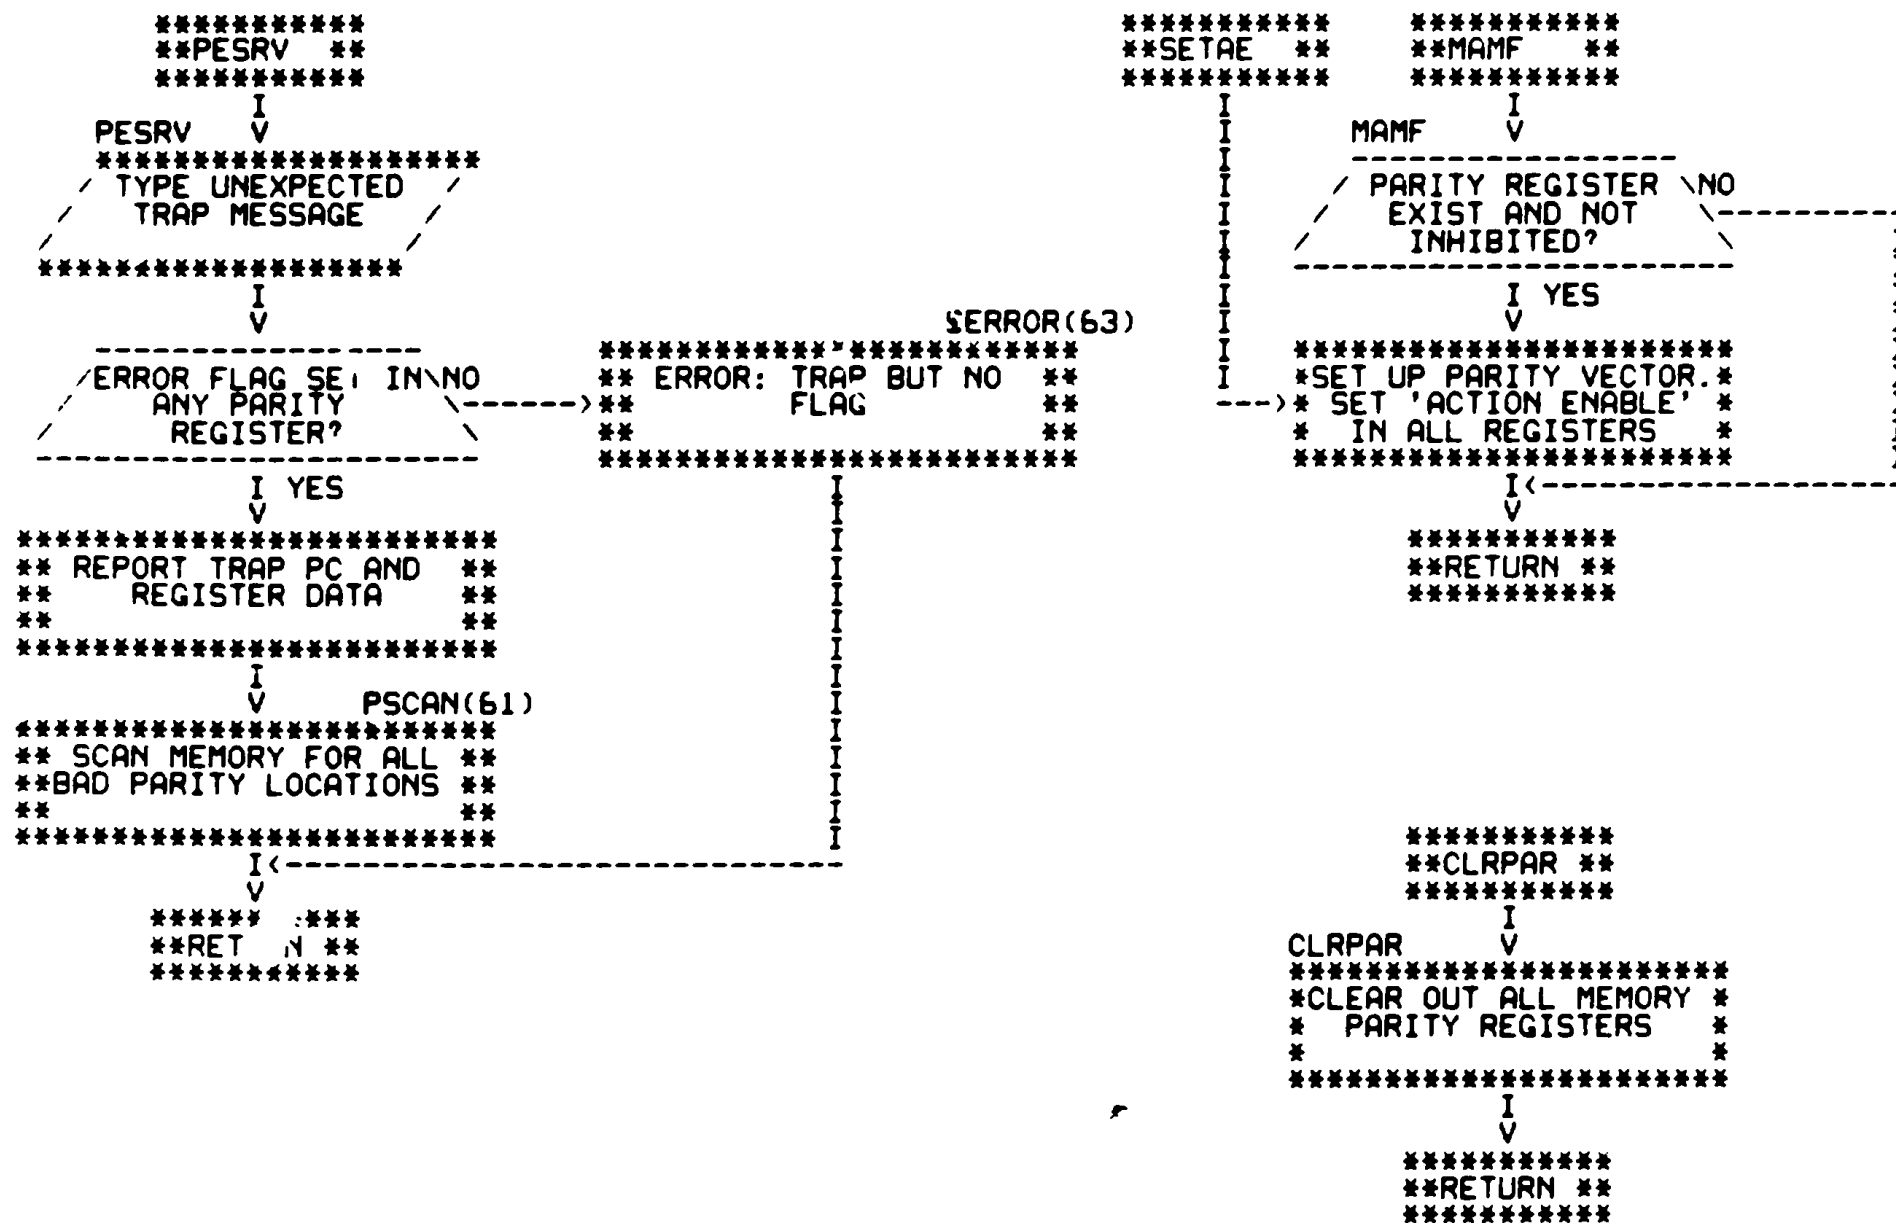 **PESRV **
PESRV
TYPE UNEXPECTED
TRAP MESSAGE
ERROR FLAG SET IN NO
ANY PARITY
REGISTER?
I YES
$ERROR(63)
** ERROR: TRAP BUT NO **
** FLAG **
** REPORT TRAP PC AND **
** REGISTER DATA **
PSCAN(61)
** SCAN MEMORY FOR ALL **
**BAD PARITY LOCATIONS **
**RET N **
**SETAE **
**MAMF **
MAMF
PARITY REGISTER NO
EXIST AND NOT
INHIBITED?
I YES
*SET UP PARITY VECTOR.*
* SET 'ACTION ENABLE' *
* IN ALL REGISTERS *
**RETURN **
**CLRPAR **
CLRPAR
*CLEAR OUT ALL MEMORY *
* PARITY REGISTERS *
**RETURN **